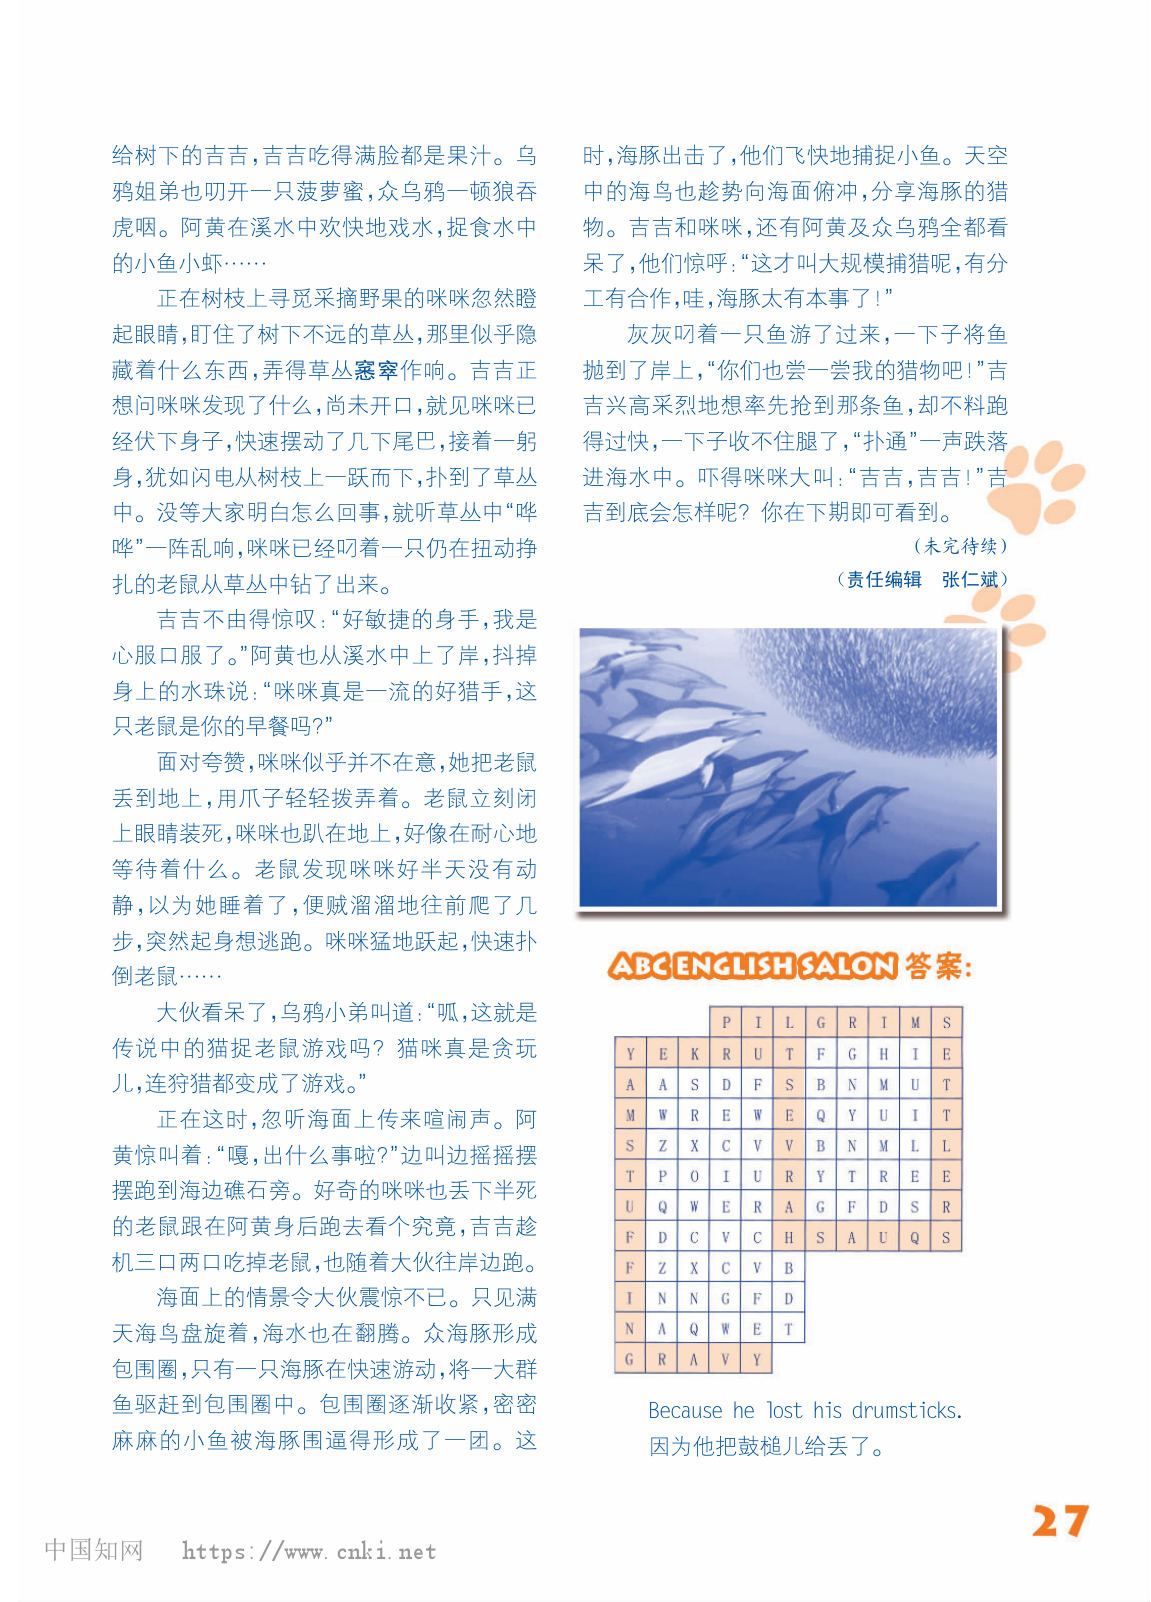 给树下的吉吉，吉吉吃得满脸都是果汁。乌
鸦姐弟也叨开一只菠萝蜜，众乌鸦一顿狼吞
虎咽。阿黄在溪水中欢快地戏水，捉食水中
的小鱼小虾……
正在树枝上寻觅采摘野果的咪咪忽然瞪
起眼睛，盯住了树下不远的草丛，那里似乎隐
藏着什么东西，弄得草丛窸窣作响。吉吉正
想问咪咪发现了什么，尚未开口，就见咪咪已
经伏下身子，快速摆动了几下尾巴，接着一躬
身，犹如闪电从树枝上一跃而下，扑到了草丛
中。没等大家明白怎么回事，就听草丛中“哗
哗”一阵乱响，咪咪已经叼着一只仍在扭动挣
扎的老鼠从草丛中钻了出来。
吉吉不由得惊叹：“好敏捷的身手，我是
心服口服了。”阿黄也从溪水中上了岸，抖掉
身上的水珠说：“咪咪真是一流的好猎手，这
只老鼠是你的早餐吗？”
面对夸赞，咪咪似乎并不在意，她把老鼠
丢到地上，用爪子轻轻拨弄着。老鼠立刻闭
上眼睛装死，咪咪也趴在地上，好像在耐心地
等待着什么。老鼠发现咪咪好半天没有动
静，以为她睡着了，便贼溜溜地往前爬了几
步，突然起身想逃跑。咪咪猛地跃起，快速扑
倒老鼠……
大伙看呆了，乌鸦小弟叫道：“呱，这就是
传说中的猫捉老鼠游戏吗？猫咪真是贪玩
儿，连狩猎都变成了游戏。”
正在这时，忽听海面上传来喧闹声。阿
黄惊叫着：“嘎，出什么事啦？”边叫边摇摇摆
摆跑到海边礁石旁。好奇的咪咪也丢下半死
的老鼠跟在阿黄身后跑去看个究竟，吉吉趁
机三口两口吃掉老鼠，也随着大伙往岸边跑。
海面上的情景令大伙震惊不已。只见满
天海鸟盘旋着，海水也在翻腾。众海豚形成
包围圈，只有一只海豚在快速游动，将一大群
鱼驱赶到包围圈中。包围圈逐渐收紧，密密
麻麻的小鱼被海豚围逼得形成了一团。这
时，海豚出击了，他们飞快地捕捉小鱼。天空
中的海鸟也趁势向海面俯冲，分享海豚的猎
物。吉吉和咪咪，还有阿黄及众乌鸦全都看
呆了，他们惊呼：“这才叫大规模捕猎呢，有分
工有合作，哇，海豚太有本事了！”
灰灰叼着一只鱼游了过来，一下子将鱼
抛到了岸上，“你们也尝一尝我的猎物吧！”吉
吉兴高采烈地想率先抢到那条鱼，却不料跑
得过快，一下子收不住腿了，“扑通”一声跌落
进海水中。吓得咪咪大叫：“吉吉，吉吉！”吉
吉到底会怎样呢？你在下期即可看到。
（未完待续）
（责任编辑 张仁斌）
ABC ENGLISH SALON 答案：
P I L G R I M S
Y E K R U T F G H I E
A A S D F S B N M U T
M W R E W E Q Y U I T
S Z X C V V B N M L L
T P O I U R Y T R E E
U Q W E R A G F D S R
F D C V C H S A U Q S
F Z X C V B
I N N G F D
N A Q W E T
G R A V Y
Because he lost his drumsticks.
因为他把鼓槌儿给丢了。
27
中国知网 https://www.cnki.net